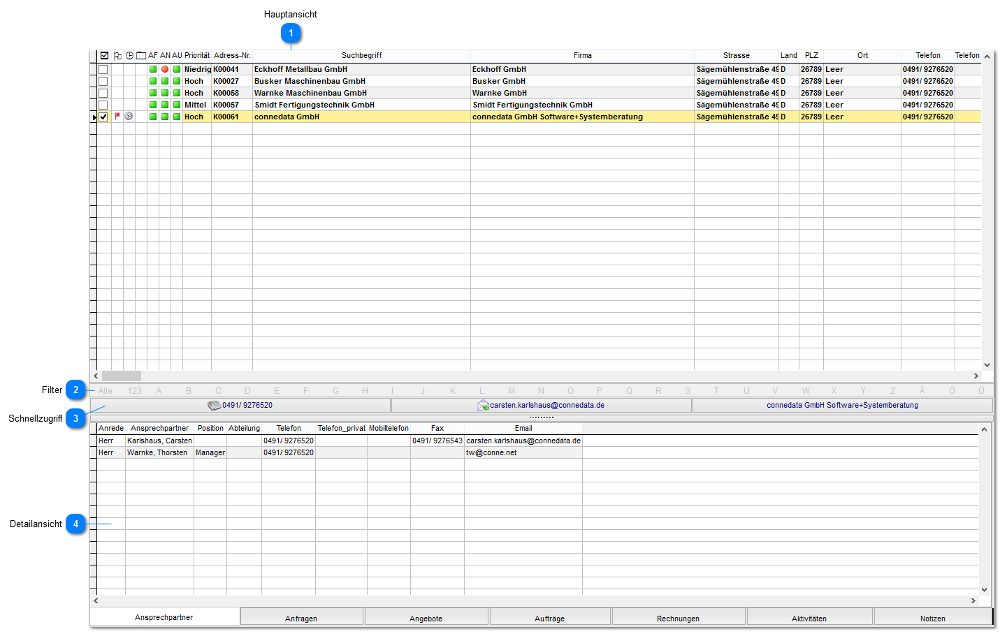 Hauptansicht
1
AF AN AU Priorität Adress-Nr. Suchbegriff Firma Strasse Land PLZ Ort Telefon Telefon
Niedrig K00041 Eckhoff Metallbau GmbH Eckhoff GmbH Sägemühlenstraße 49 D 26789 Leer 0491/ 9276520
Hoch K00027 Busker Maschinenbau GmbH Busker GmbH Sägemühlenstraße 49 D 26789 Leer 0491/ 9276520
Hoch K00058 Warnke Maschinenbau GmbH Warnke GmbH Sägemühlenstraße 49 D 26789 Leer 0491/ 9276520
Mittel K00057 Smidt Fertigungstechnik GmbH Smidt Fertigungstechnik GmbH Sägemühlenstraße 49 D 26789 Leer 0491/ 9276520
Hoch K00061 connedata GmbH connedata GmbH Software+Systemberatung Sägemühlenstraße 49 D 26789 Leer 0491/ 9276520
Filter 2 Alle 123 A B C D E F G H I J K L M N O P Q R S T U V W X Y Z Ä Ö Ü
Schnellzugriff 3 0491/ 9276520 carsten.karlshaus@connedata.de connedata GmbH Software+Systemberatung
Anrede Ansprechpartner Position Abteilung Telefon Telefon_privat Mobiltelefon Fax Email
Herr Karlshaus, Carsten 0491/ 9276520 0491/ 9276543 carsten.karlshaus@connedata.de
Herr Warnke, Thorsten Manager 0491/ 9276520 tw@conne.net
Detailansicht 4
Ansprechpartner Anfragen Angebote Aufträge Rechnungen Aktivitäten Notizen